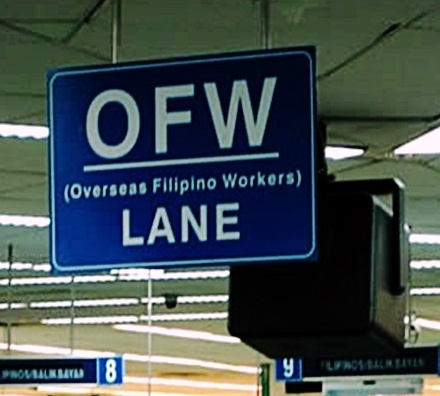 OFW
(Overseas Filipino Workers)
LANE
8
9
FILIPINOS/BALIKBAYAN